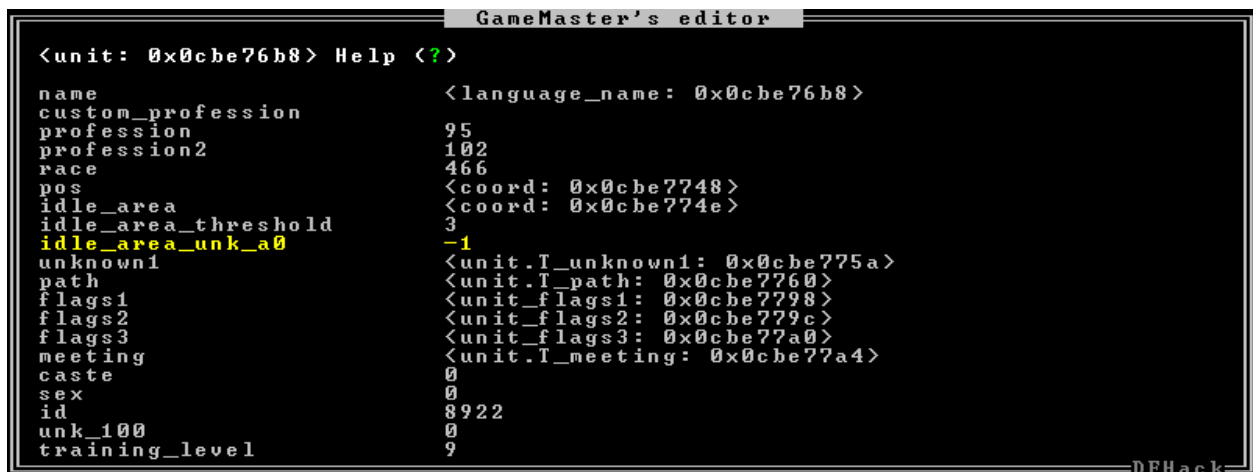 GameMaster's editor
<unit: 0x0cbe76b8> Help (?)
name <language_name: 0x0cbe76b8>
custom_profession
profession 95
profession2 102
race 466
pos <coord: 0x0cbe7748>
idle_area <coord: 0x0cbe774e>
idle_area_threshold 3
idle_area_unk_a0 -1
unknown1 <unit.T_unknown1: 0x0cbe775a>
path <unit.T_path: 0x0cbe7760>
flags1 <unit_flags1: 0x0cbe7798>
flags2 <unit_flags2: 0x0cbe779c>
flags3 <unit_flags3: 0x0cbe77a0>
meeting <unit.T_meeting: 0x0cbe77a4>
caste 0
sex 0
id 8922
unk_100 0
training_level 9
DFHack